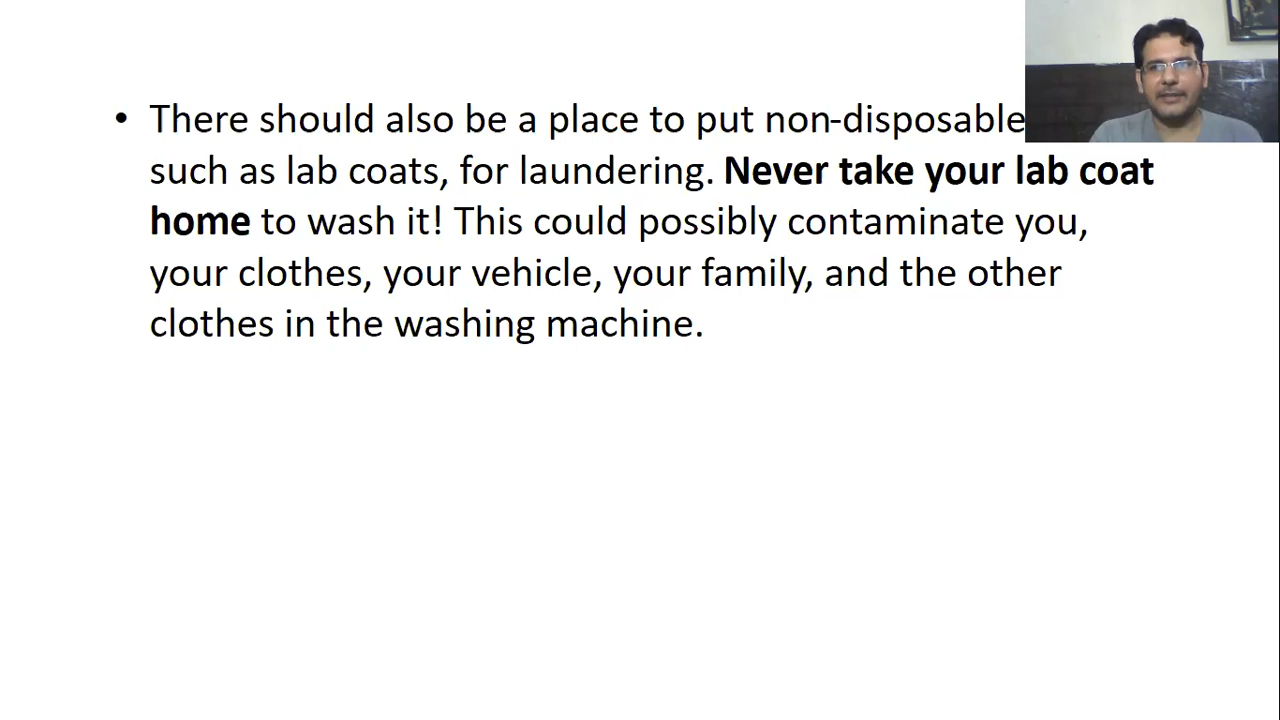 • There should also be a place to put non-disposable
such as lab coats, for laundering. Never take your lab coat
home to wash it! This could possibly contaminate you,
your clothes, your vehicle, your family, and the other
clothes in the washing machine.